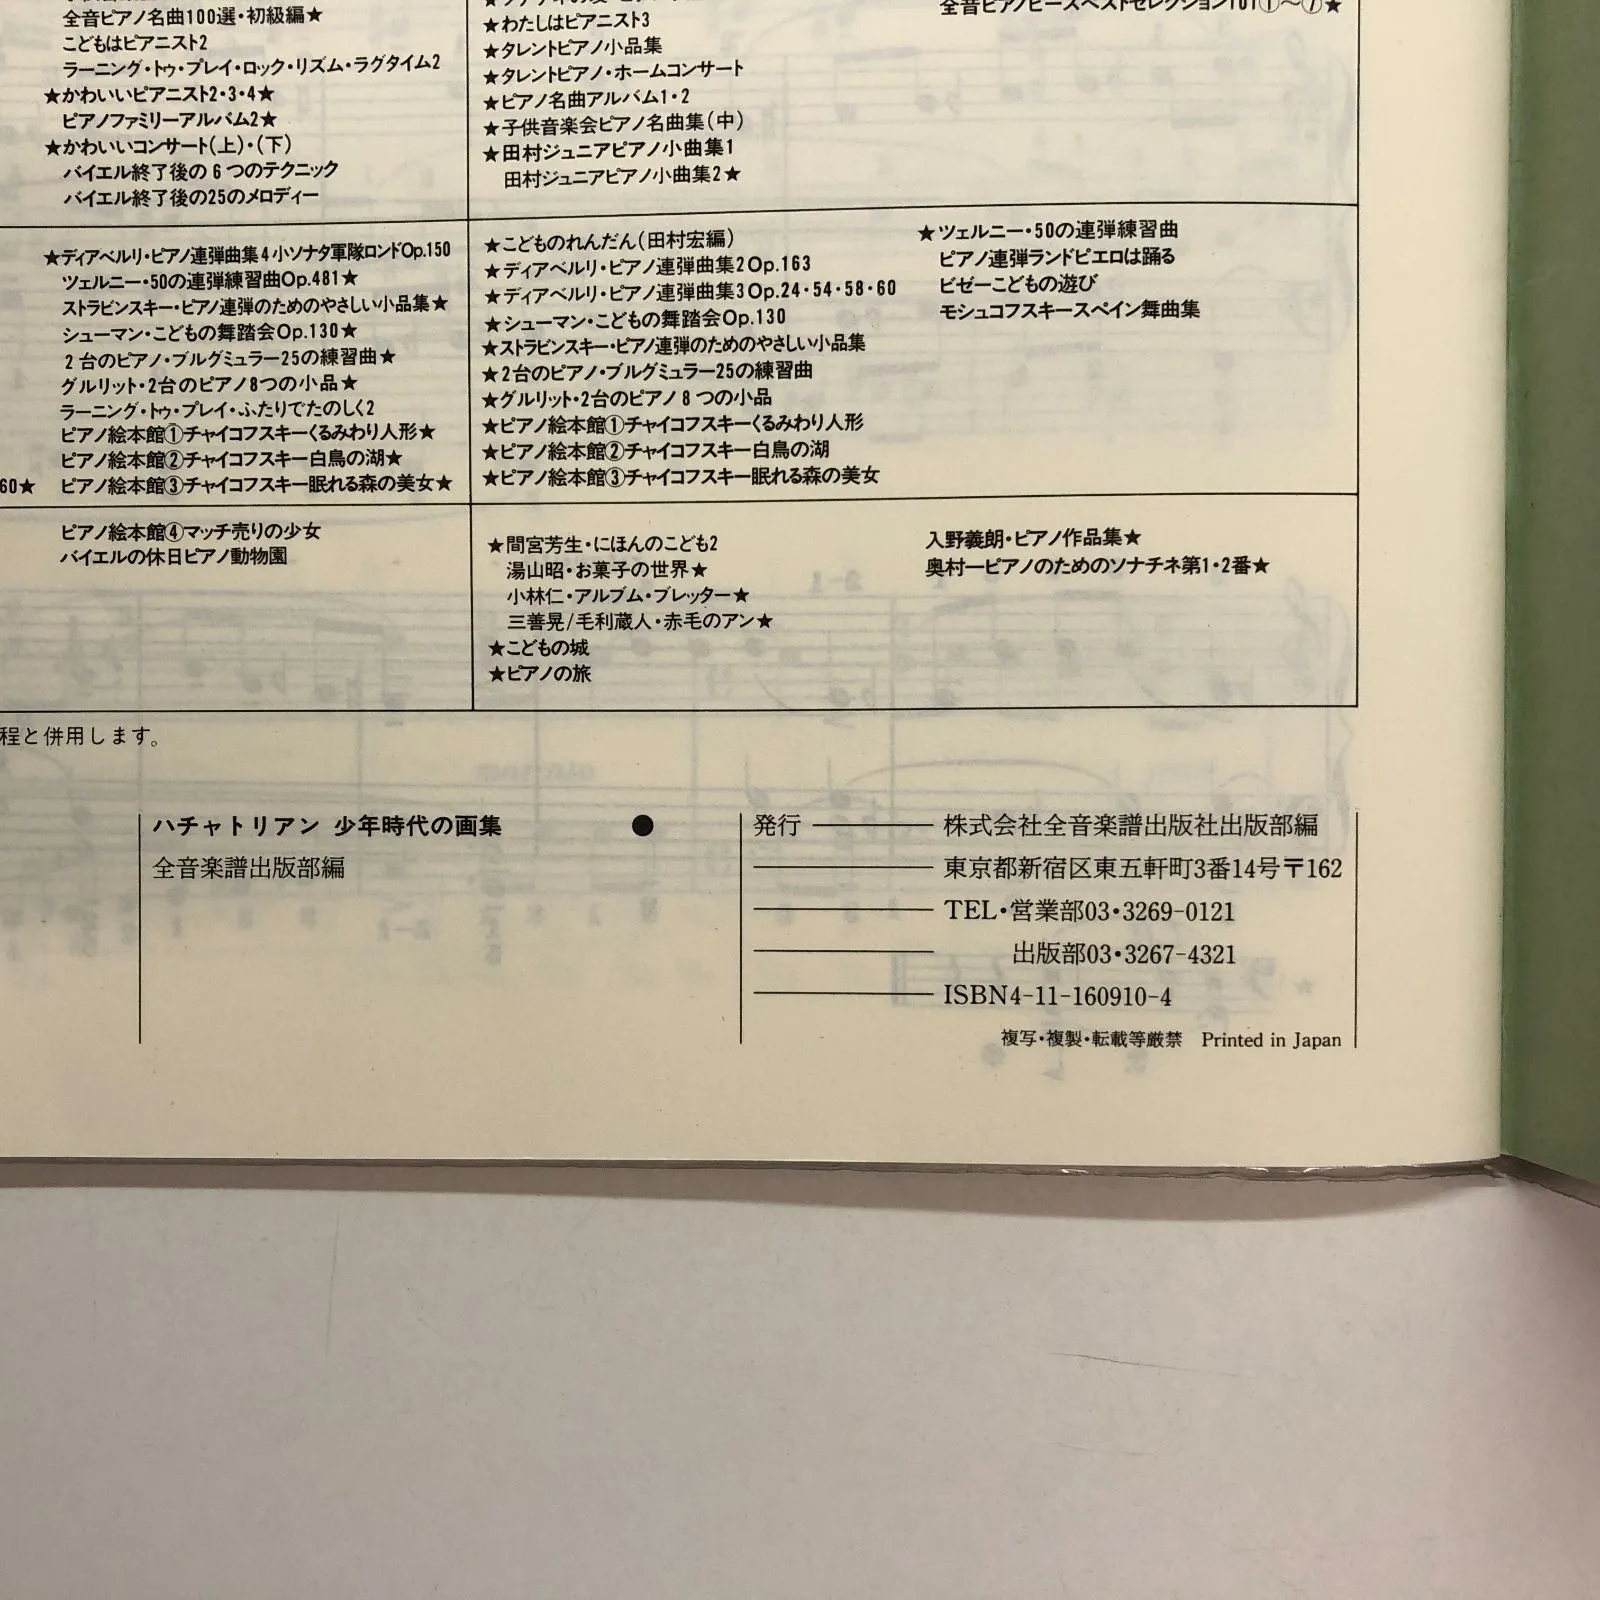 全音ピアノ名曲100選・初級編★
こどもはピアニスト2
ラーニング・トゥ・プレイ・ロック・リズム・ラグタイム2
★かわいいピアニスト2・3・4★
ピアノファミリーアルバム2★
★かわいいコンサート(上)・(下)
バイエル終了後の6つのテクニック
バイエル終了後の25のメロディー
★わたしはピアニスト3
★タレントピアノ小品集
★タレントピアノ・ホームコンサート
★ピアノ名曲アルバム1・2
★子供音楽会ピアノ名曲集(中)
★田村ジュニアピアノ小曲集1
田村ジュニアピアノ小曲集2★
全音ピアノピースベストセレクション101①〜⑦★
★ディアベルリ・ピアノ連弾曲集4小ソナタ軍隊ロンドOp.150
ツェルニー・50の連弾練習曲Op.481★
ストラビンスキー・ピアノ連弾のためのやさしい小品集★
シューマン・こどもの舞踏会Op.130★
2台のピアノ・ブルグミュラー25の練習曲★
グルリット・2台のピアノ8つの小品★
ラーニング・トゥ・プレイ・ふたりでたのしく2
ピアノ絵本館①チャイコフスキーくるみわり人形★
ピアノ絵本館②チャイコフスキー白鳥の湖★
60★ ピアノ絵本館③チャイコフスキー眠れる森の美女★
★こどものれんだん(田村宏編)
★ディアベルリ・ピアノ連弾曲集2Op.163
★ディアベルリ・ピアノ連弾曲集3Op.24・54・58・60
★シューマン・こどもの舞踏会Op.130
★ストラビンスキー・ピアノ連弾のためのやさしい小品集
★2台のピアノ・ブルグミュラー25の練習曲
★グルリット・2台のピアノ8つの小品
★ピアノ絵本館①チャイコフスキーくるみわり人形
★ピアノ絵本館②チャイコフスキー白鳥の湖
★ピアノ絵本館③チャイコフスキー眠れる森の美女
★ツェルニー・50の連弾練習曲
ピアノ連弾ランドピエロは踊る
ビゼーこどもの遊び
モシュコフスキースペイン舞曲集
ピアノ絵本館④マッチ売りの少女
バイエルの休日ピアノ動物園
★間宮芳生・にほんのこども2
湯山昭・お菓子の世界★
小林仁・アルブム・ブレッター★
三善晃/毛利蔵人・赤毛のアン★
★こどもの城
★ピアノの旅
入野義朗・ピアノ作品集★
奥村一ピアノのためのソナチネ第1・2番★
程と併用します。
ハチャトリアン 少年時代の画集 ●
全音楽譜出版部編
発行 株式会社全音楽譜出版社出版部編
東京都新宿区東五軒町3番14号〒162
TEL・営業部03・3269-0121
出版部03・3267-4321
ISBN4-11-160910-4
複写・複製・転載等厳禁 Printed in Japan